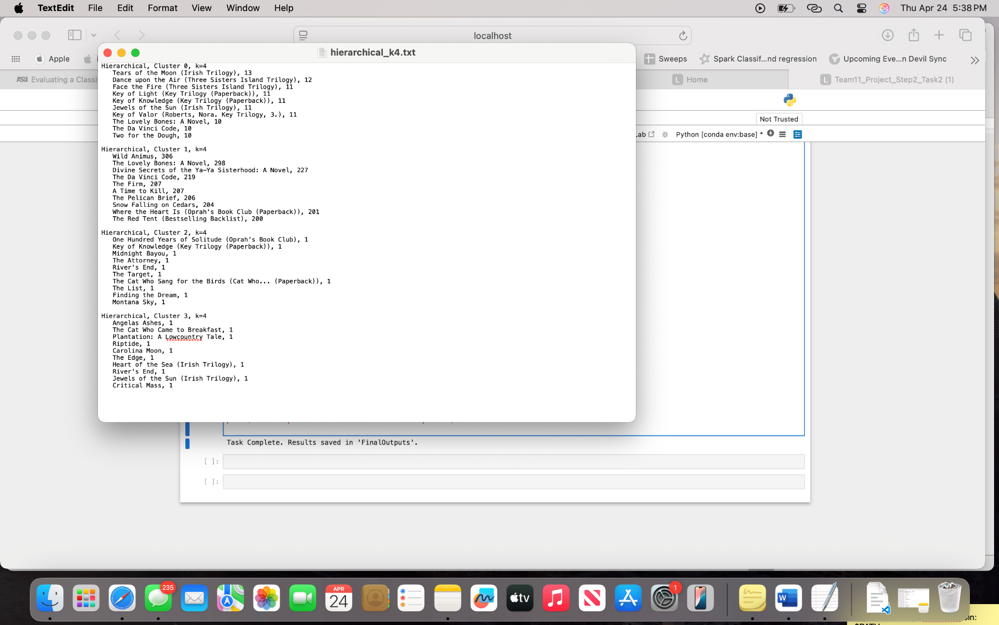 TextEdit File Edit Format View Window Help
Thu Apr 24 5:38 PM
localhost
Apple
Sweeps
Spark Classif...nd regression
Upcoming Eve...n Devil Sync
hierarchical_k4.txt
ASU Evaluating a Classi
L Home
L Team11_Project_Step2_Task2 (1)
Not Trusted
Lab
Python [conda env:base] *
Hierarchical, Cluster 0, k=4
Tears of the Moon (Irish Trilogy), 13
Dance upon the Air (Three Sisters Island Trilogy), 12
Face the Fire (Three Sisters Island Trilogy), 11
Key of Light (Key Trilogy (Paperback)), 11
Key of Knowledge (Key Trilogy (Paperback)), 11
Jewels of the Sun (Irish Trilogy), 11
Key of Valor (Roberts, Nora. Key Trilogy, 3.), 11
The Lovely Bones: A Novel, 10
The Da Vinci Code, 10
Two for the Dough, 10
Hierarchical, Cluster 1, k=4
Wild Animus, 306
The Lovely Bones: A Novel, 298
Divine Secrets of the Ya-Ya Sisterhood: A Novel, 227
The Da Vinci Code, 219
The Firm, 207
A Time to Kill, 207
The Pelican Brief, 206
Snow Falling on Cedars, 204
Where the Heart Is (Oprah's Book Club (Paperback)), 201
The Red Tent (Bestselling Backlist), 200
Hierarchical, Cluster 2, k=4
One Hundred Years of Solitude (Oprah's Book Club), 1
Key of Knowledge (Key Trilogy (Paperback)), 1
Midnight Bayou, 1
The Attorney, 1
River's End, 1
The Target, 1
The Cat Who Sang for the Birds (Cat Who... (Paperback)), 1
The List, 1
Finding the Dream, 1
Montana Sky, 1
Hierarchical, Cluster 3, k=4
Angelas Ashes, 1
The Cat Who Came to Breakfast, 1
Plantation: A Lowcountry Tale, 1
Riptide, 1
Carolina Moon, 1
The Edge, 1
Heart of the Sea (Irish Trilogy), 1
River's End, 1
Jewels of the Sun (Irish Trilogy), 1
Critical Mass, 1
Task Complete. Results saved in 'FinalOutputs'.
[ ]:
[ ]:
235
APR
24
tv
1
W
in: